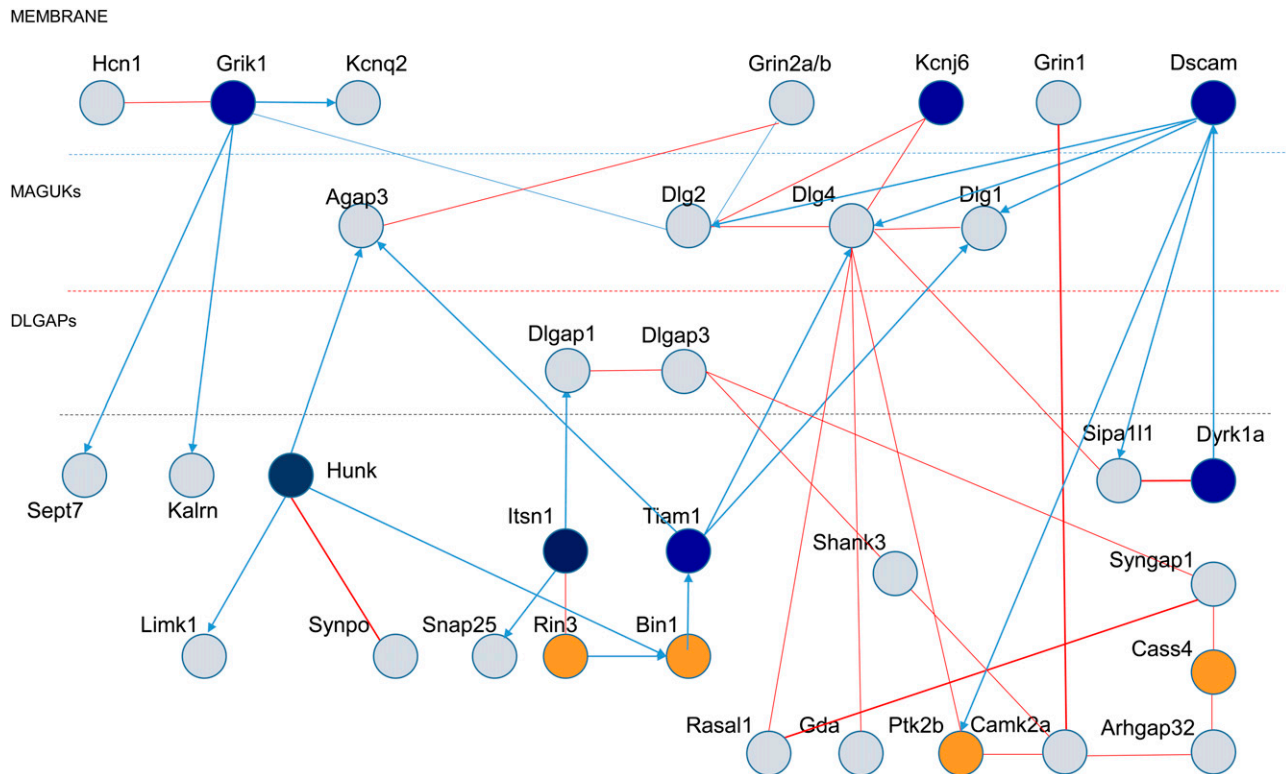 MEMBRANE
Hcn1 Grik1 Kcnq2 Grin2a/b Kcnj6 Grin1 Dscam
MAGUKs
Agap3 Dlg2 Dlg4 Dlg1
DLGAPs
Dlgap1 Dlgap3
Sipa1l1 Dyrk1a
Hunk
Sept7 Kalrn Itsn1 Tiam1
Shank3 Syngap1
Limk1 Synpo Snap25 Rin3 Bin1
Cass4
Rasal1 Gda Ptk2b Camk2a Arhgap32